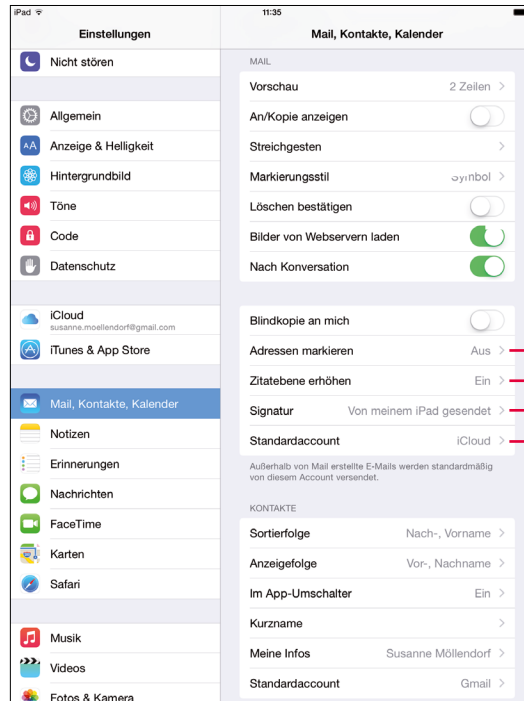 iPad 11:35
Einstellungen
Nicht stören
Allgemein
Anzeige & Helligkeit
Hintergrundbild
Töne
Code
Datenschutz
iCloud
susanne.moellendorf@gmail.com
iTunes & App Store
Mail, Kontakte, Kalender
Notizen
Erinnerungen
Nachrichten
FaceTime
Karten
Safari
Musik
Videos
Fotos & Kamera
Mail, Kontakte, Kalender
MAIL
Vorschau 2 Zeilen
An/Kopie anzeigen
Streichgesten
Markierungsstil Symbol
Löschen bestätigen
Bilder von Webservern laden
Nach Konversation
Blindkopie an mich
Adressen markieren Aus
Zitatebene erhöhen Ein
Signatur Von meinem iPad gesendet
Standardaccount iCloud
Außerhalb von Mail erstellte E-Mails werden standardmäßig
von diesem Account versendet.
KONTAKTE
Sortierfolge Nach-, Vorname
Anzeigefolge Vor-, Nachname
Im App-Umschalter Ein
Kurzname
Meine Infos Susanne Möllendorf
Standardaccount Gmail